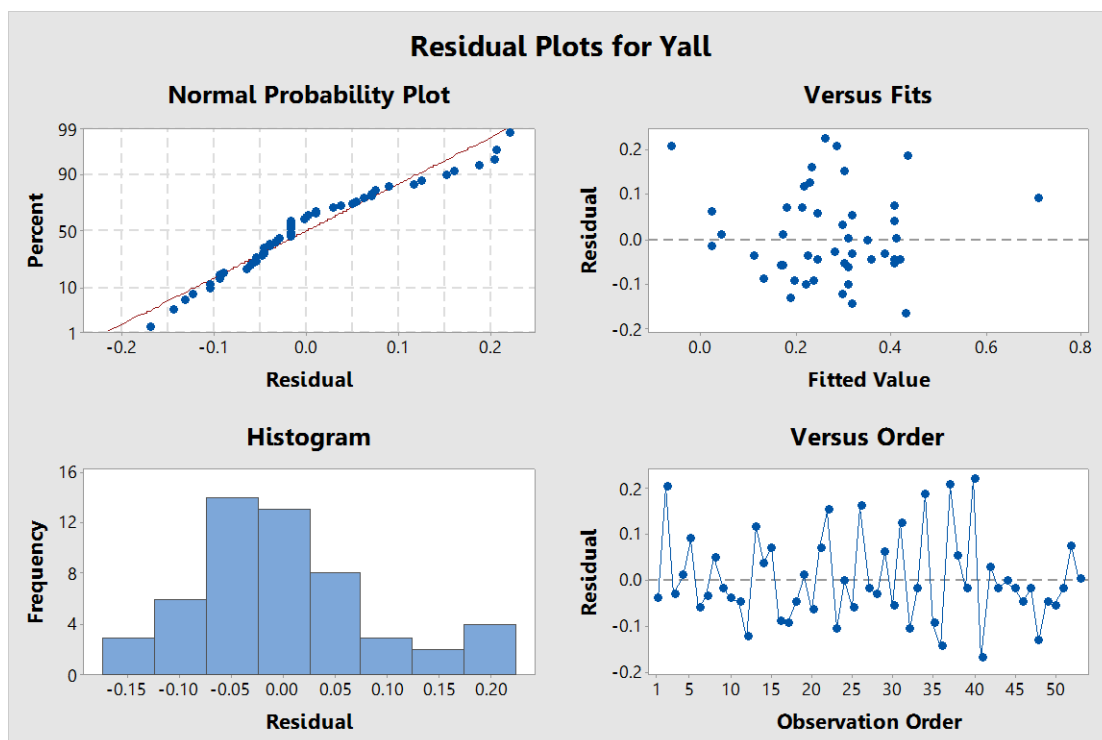 Residual Plots for Yall
Normal Probability Plot
99
90
50
10
1
Percent
-0.2 -0.1 0.0 0.1 0.2
Residual
Versus Fits
0.2
0.1
0.0
-0.1
-0.2
Residual
0.0 0.2 0.4 0.6 0.8
Fitted Value
Histogram
16
12
8
4
0
Frequency
-0.15 -0.10 -0.05 0.00 0.05 0.10 0.15 0.20
Residual
Versus Order
0.2
0.1
0.0
-0.1
-0.2
Residual
1 5 10 15 20 25 30 35 40 45 50
Observation Order